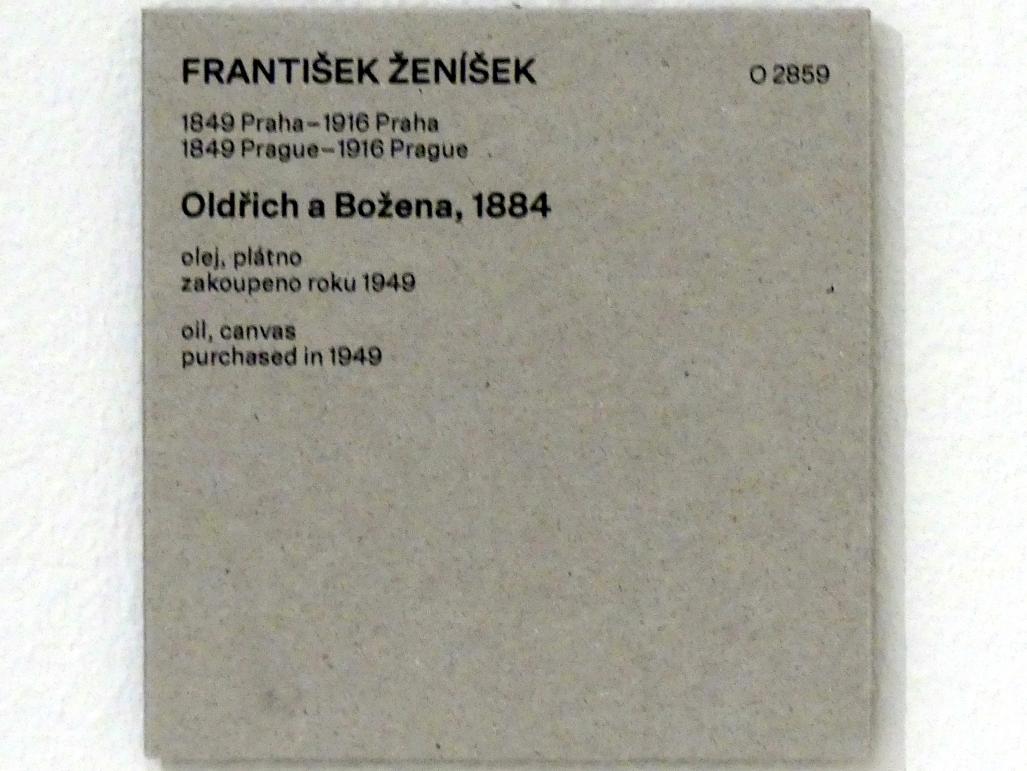 FRANTIŠEK ŽENÍŠEK O 2859
1849 Praha–1916 Praha
1849 Prague–1916 Prague
Oldřich a Božena, 1884
olej, plátno
zakoupeno roku 1949
oil, canvas
purchased in 1949